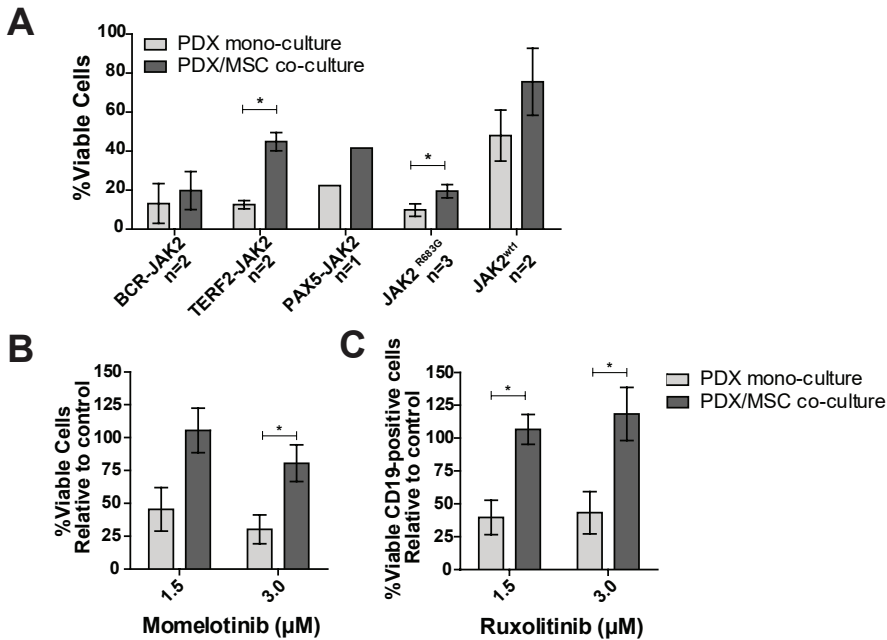 A
PDX mono-culture
PDX/MSC co-culture
%Viable Cells
100
80
60
40
20
0
*
*
BCR-JAK2
n=2
TERF2-JAK2
n=2
PAX5-JAK2
n=1
JAK2 R683G
n=3
JAK2wt1
n=2
B
%Viable Cells
Relative to control
150
125
100
75
50
25
0
*
1.5
3.0
Momelotinib (µM)
C
%Viable CD19-positive cells
Relative to control
150
125
100
75
50
25
0
*
*
1.5
3.0
Ruxolitinib (µM)
PDX mono-culture
PDX/MSC co-culture